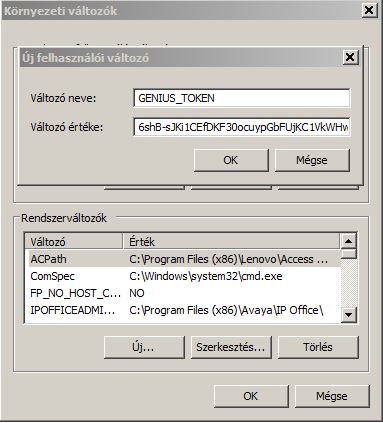 Környezeti változók
Új felhasználói változó
Változó neve: GENIUS_TOKEN
Változó értéke: 6shB-sJKi1CEfDKF30ocuypGbFUjKC1VkWHw
OK Mégse
Rendszerváltozók
Változó Érték
ACPath C:\Program Files (x86)\Lenovo\Access ...
ComSpec C:\Windows\system32\cmd.exe
FP_NO_HOST_C... NO
IPOFFICEADMI... C:\Program Files (x86)\Avaya\IP Office\
Új... Szerkesztés... Törlés
OK Mégse